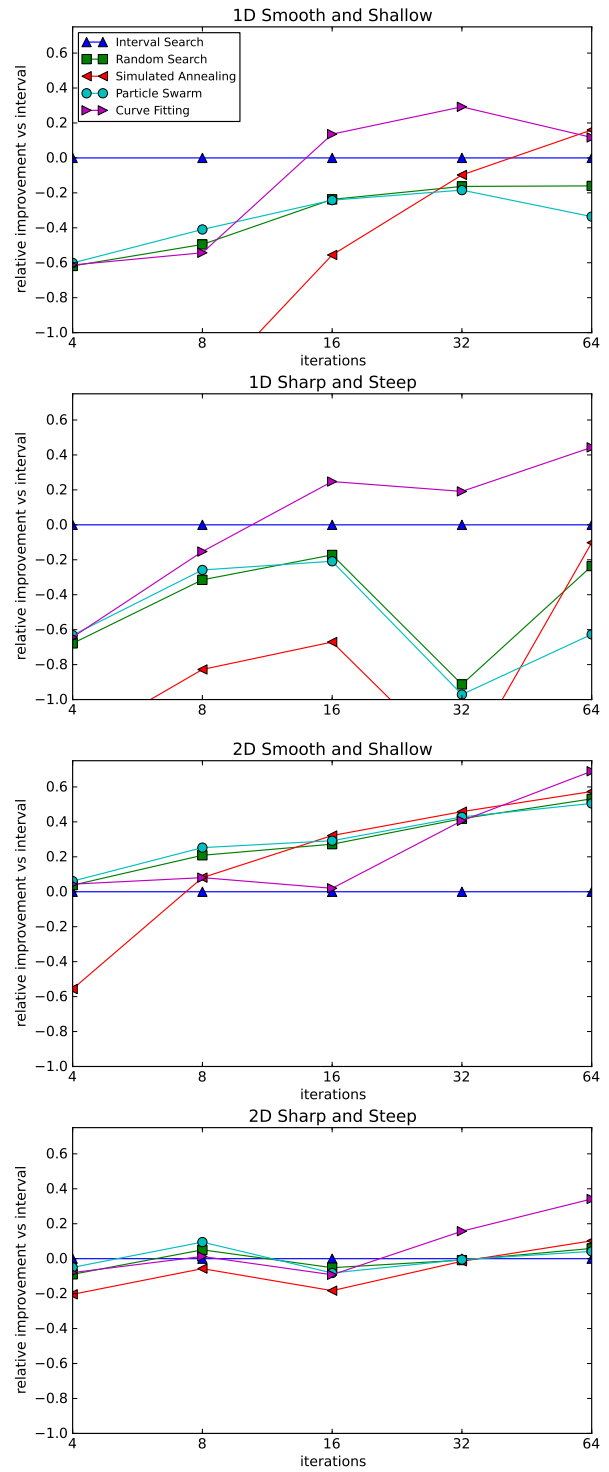 1D Smooth and Shallow
Interval Search
Random Search
Simulated Annealing
Particle Swarm
Curve Fitting
relative improvement vs interval
0.6
0.4
0.2
0.0
−0.2
−0.4
−0.6
−0.8
−1.0
4 8 16 32 64
iterations
1D Sharp and Steep
relative improvement vs interval
0.6
0.4
0.2
0.0
−0.2
−0.4
−0.6
−0.8
−1.0
4 8 16 32 64
2D Smooth and Shallow
relative improvement vs interval
0.6
0.4
0.2
0.0
−0.2
−0.4
−0.6
−0.8
−1.0
4 8 16 32 64
iterations
2D Sharp and Steep
relative improvement vs interval
0.6
0.4
0.2
0.0
−0.2
−0.4
−0.6
−0.8
−1.0
4 8 16 32 64